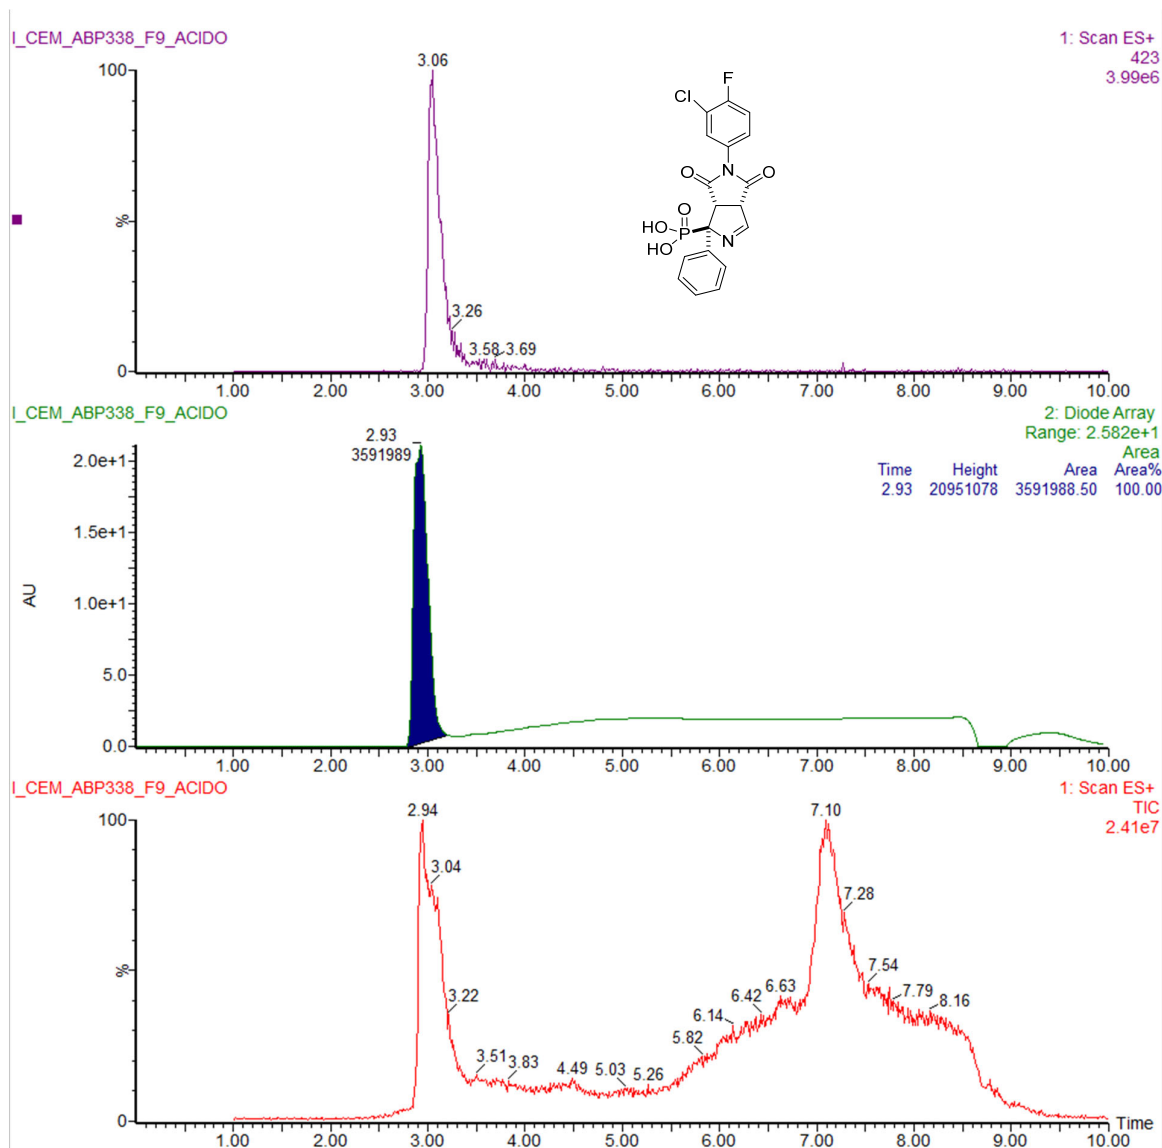 I_CEM_ABP338_F9_ACIDO
1: Scan ES+
423
3.99e6
100
%
0
3.06
3.26
3.58
3.69
F
Cl
N
O
O
O
HO
P
HO
N
1.00 2.00 3.00 4.00 5.00 6.00 7.00 8.00 9.00 10.00
I_CEM_ABP338_F9_ACIDO
2: Diode Array
Range: 2.582e+1
Area
Time Height Area Area%
2.93 20951078 3591988.50 100.00
2.93
3591989
AU
2.0e+1
1.5e+1
1.0e+1
5.0
0.0
1.00 2.00 3.00 4.00 5.00 6.00 7.00 8.00 9.00 10.00
I_CEM_ABP338_F9_ACIDO
1: Scan ES+
TIC
2.41e7
100
%
0
2.94
3.04
3.22
3.51
3.83
4.49
5.03
5.26
5.82
6.14
6.42
6.63
7.10
7.28
7.54
7.79
8.16
Time
1.00 2.00 3.00 4.00 5.00 6.00 7.00 8.00 9.00 10.00